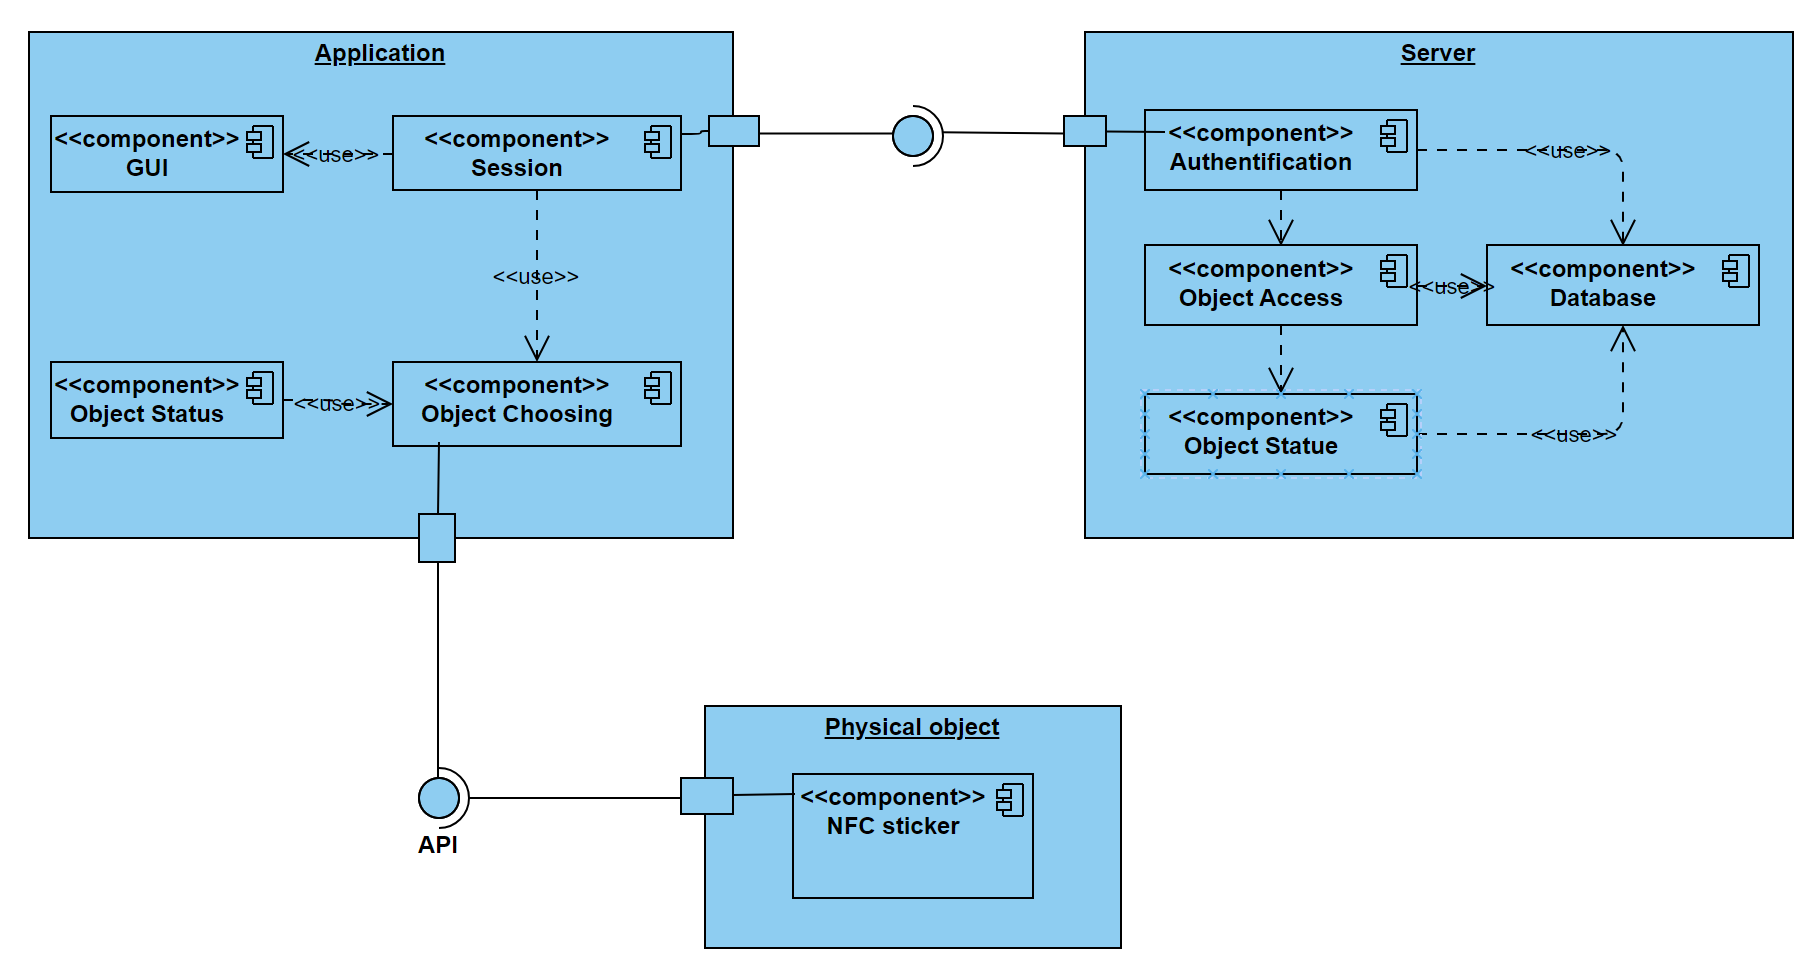 Application
<<component>>
GUI
<<use>>
<<component>>
Session
<<use>>
<<component>>
Object Status
<<use>>
<<component>>
Object Choosing
Server
<<component>>
Authentification
<<use>>
<<component>>
Object Access
<<use>>
<<component>>
Database
<<component>>
Object Statue
<<use>>
API
Physical object
<<component>>
NFC sticker